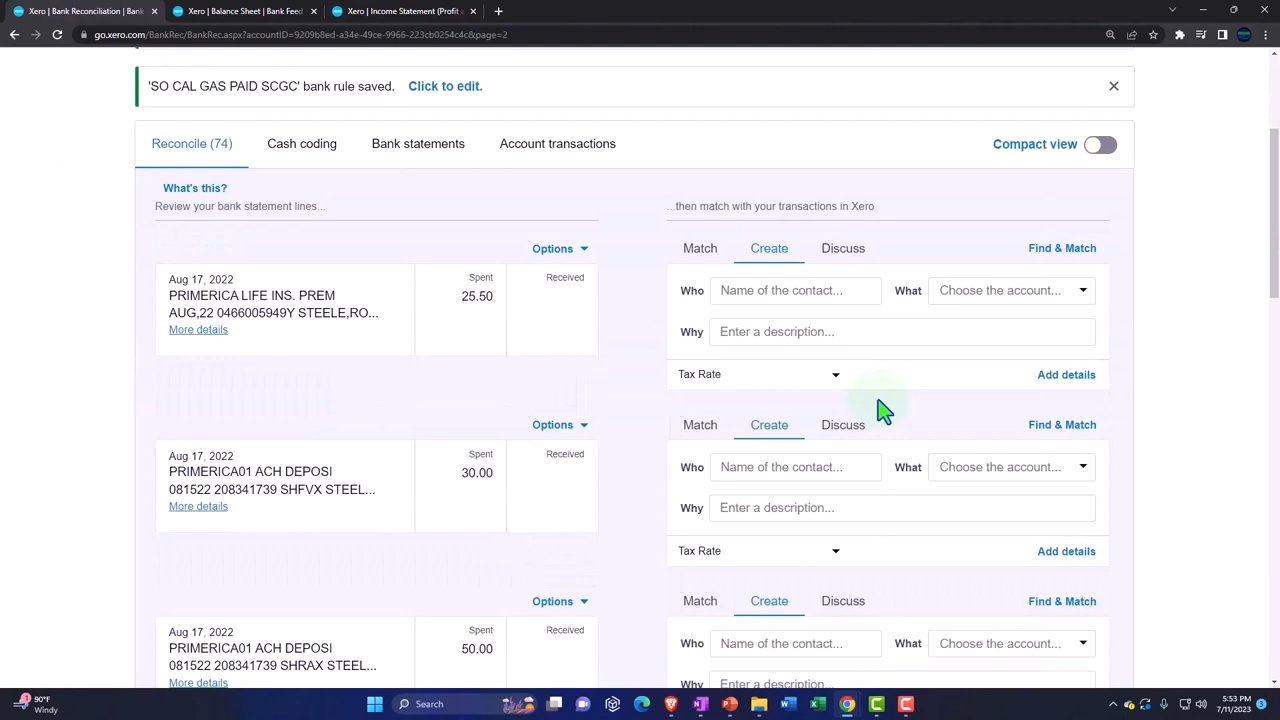 Xero | Bank Reconciliation | Bank
Xero | Balance Sheet | Bank Feed
Xero | Income Statement (Profit a
go.xero.com/BankRec/BankRec.aspx?accountID=9209b8ed-a34e-49ce-9966-223cb0254c4c&page=2
'SO CAL GAS PAID SCGC' bank rule saved. Click to edit.
Reconcile (74) Cash coding Bank statements Account transactions Compact view
What's this?
Review your bank statement lines... ...then match with your transactions in Xero
Options Match Create Discuss Find & Match
Aug 17, 2022 Spent Received
PRIMERICA LIFE INS. PREM 25.50 Who Name of the contact... What Choose the account...
AUG,22 0466005949Y STEELE,RO...
More details Why Enter a description...
Tax Rate Add details
Options Match Create Discuss Find & Match
Aug 17, 2022 Spent Received
PRIMERICA01 ACH DEPOSI 30.00 Who Name of the contact... What Choose the account...
081522 208341739 SHFVX STEEL...
More details Why Enter a description...
Tax Rate Add details
Options Match Create Discuss Find & Match
Aug 17, 2022 Spent Received
PRIMERICA01 ACH DEPOSI 50.00 Who Name of the contact... What Choose the account...
081522 208341739 SHRAX STEEL...
More details Why Enter a description...
90°F
Windy
Search
5:53 PM
7/11/2023